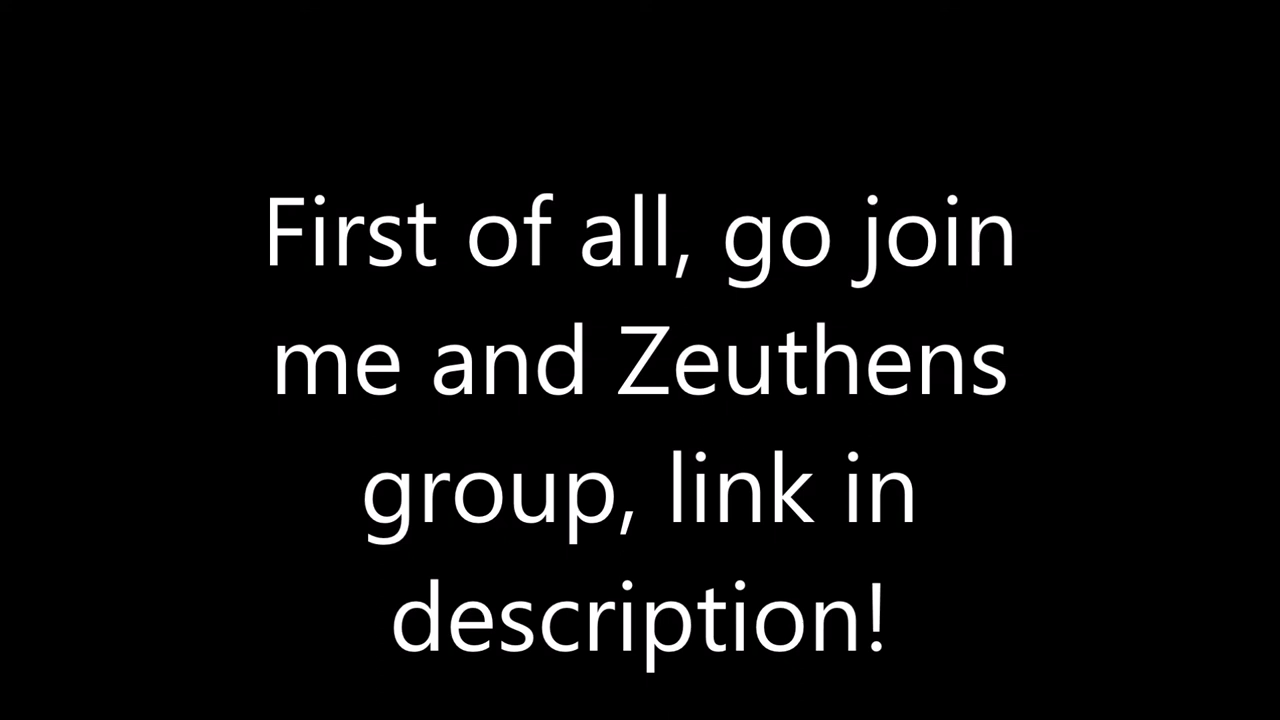 First of all, go join
me and Zeuthens
group, link in
description!